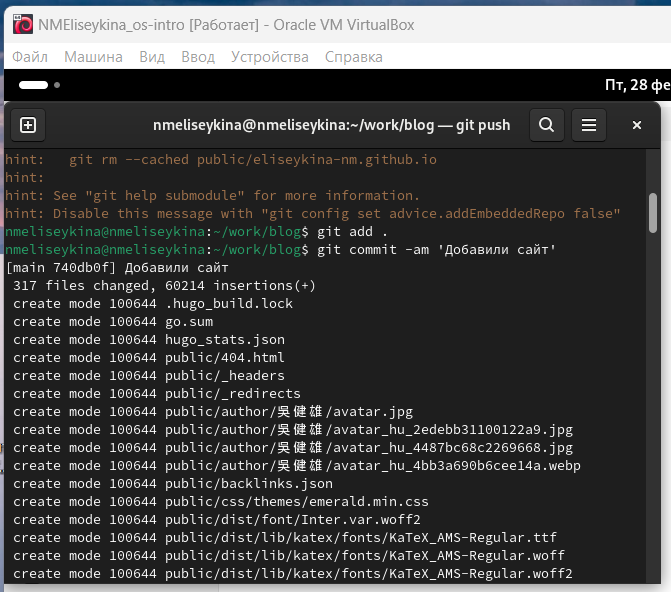 NMEliseykina_os-intro [Работает] - Oracle VM VirtualBox
Файл Машина Вид Ввод Устройства Справка
Пт, 28 фе
nmeliseykina@nmeliseykina:~/work/blog — git push
hint:   git rm --cached public/eliseykina-nm.github.io
hint:
hint: See "git help submodule" for more information.
hint: Disable this message with "git config set advice.addEmbeddedRepo false"
nmeliseykina@nmeliseykina:~/work/blog$ git add .
nmeliseykina@nmeliseykina:~/work/blog$ git commit -am 'Добавили сайт'
[main 740db0f] Добавили сайт
 317 files changed, 60214 insertions(+)
 create mode 100644 .hugo_build.lock
 create mode 100644 go.sum
 create mode 100644 hugo_stats.json
 create mode 100644 public/404.html
 create mode 100644 public/_headers
 create mode 100644 public/_redirects
 create mode 100644 public/author/吳健雄/avatar.jpg
 create mode 100644 public/author/吳健雄/avatar_hu_2edebb31100122a9.jpg
 create mode 100644 public/author/吳健雄/avatar_hu_4487bc68c2269668.jpg
 create mode 100644 public/author/吳健雄/avatar_hu_4bb3a690b6cee14a.webp
 create mode 100644 public/backlinks.json
 create mode 100644 public/css/themes/emerald.min.css
 create mode 100644 public/dist/font/Inter.var.woff2
 create mode 100644 public/dist/lib/katex/fonts/KaTeX_AMS-Regular.ttf
 create mode 100644 public/dist/lib/katex/fonts/KaTeX_AMS-Regular.woff
 create mode 100644 public/dist/lib/katex/fonts/KaTeX_AMS-Regular.woff2